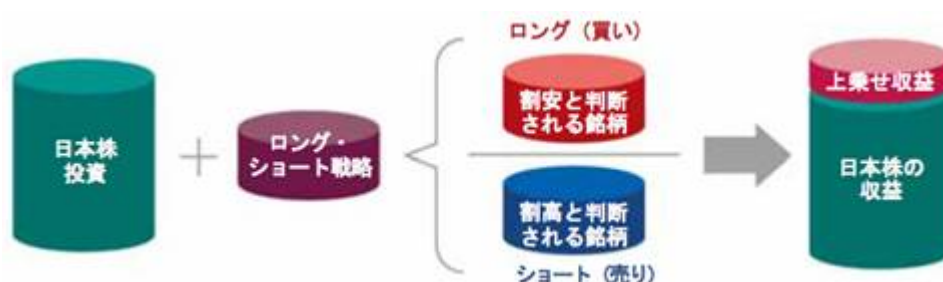 日本株
投資
ロング・
ショート戦略
ロング（買い）
割安と判断
される銘柄
割高と判断
される銘柄
ショート（売り）
上乗せ収益
日本株の
収益